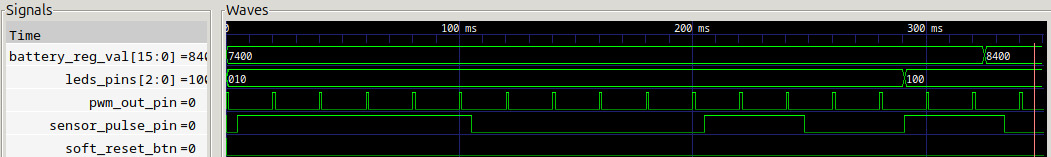 Signals
Waves
Time
0
100 ms
200 ms
300 ms
battery_reg_val[15:0] =840
7400
8400
leds_pins[2:0] =100
010
100
pwm_out_pin =0
sensor_pulse_pin =0
soft_reset_btn =0